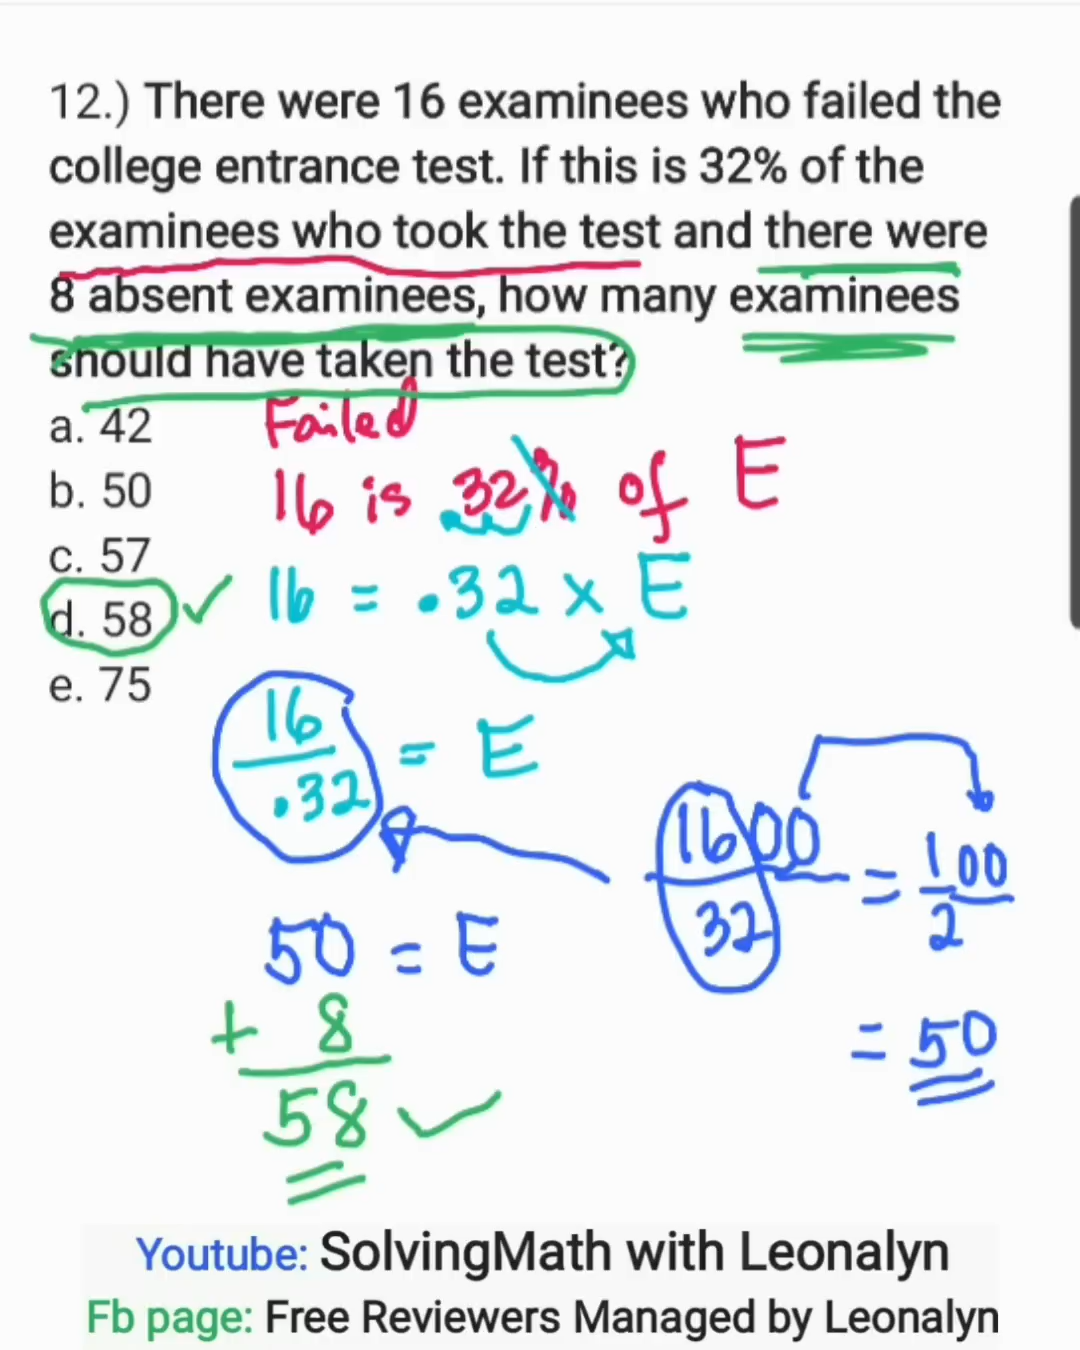 12.) There were 16 examinees who failed the
college entrance test. If this is 32% of the
examinees who took the test and there were
8 absent examinees, how many examinees
should have taken the test?
a. 42
b. 50
c. 57
d. 58
e. 75
Failed
16 is 32% of E
16 = .32 x E
16
.32
= E
1600
32
= 100
2
= 50
50 = E
+ 8
58
Youtube: SolvingMath with Leonalyn
Fb page: Free Reviewers Managed by Leonalyn